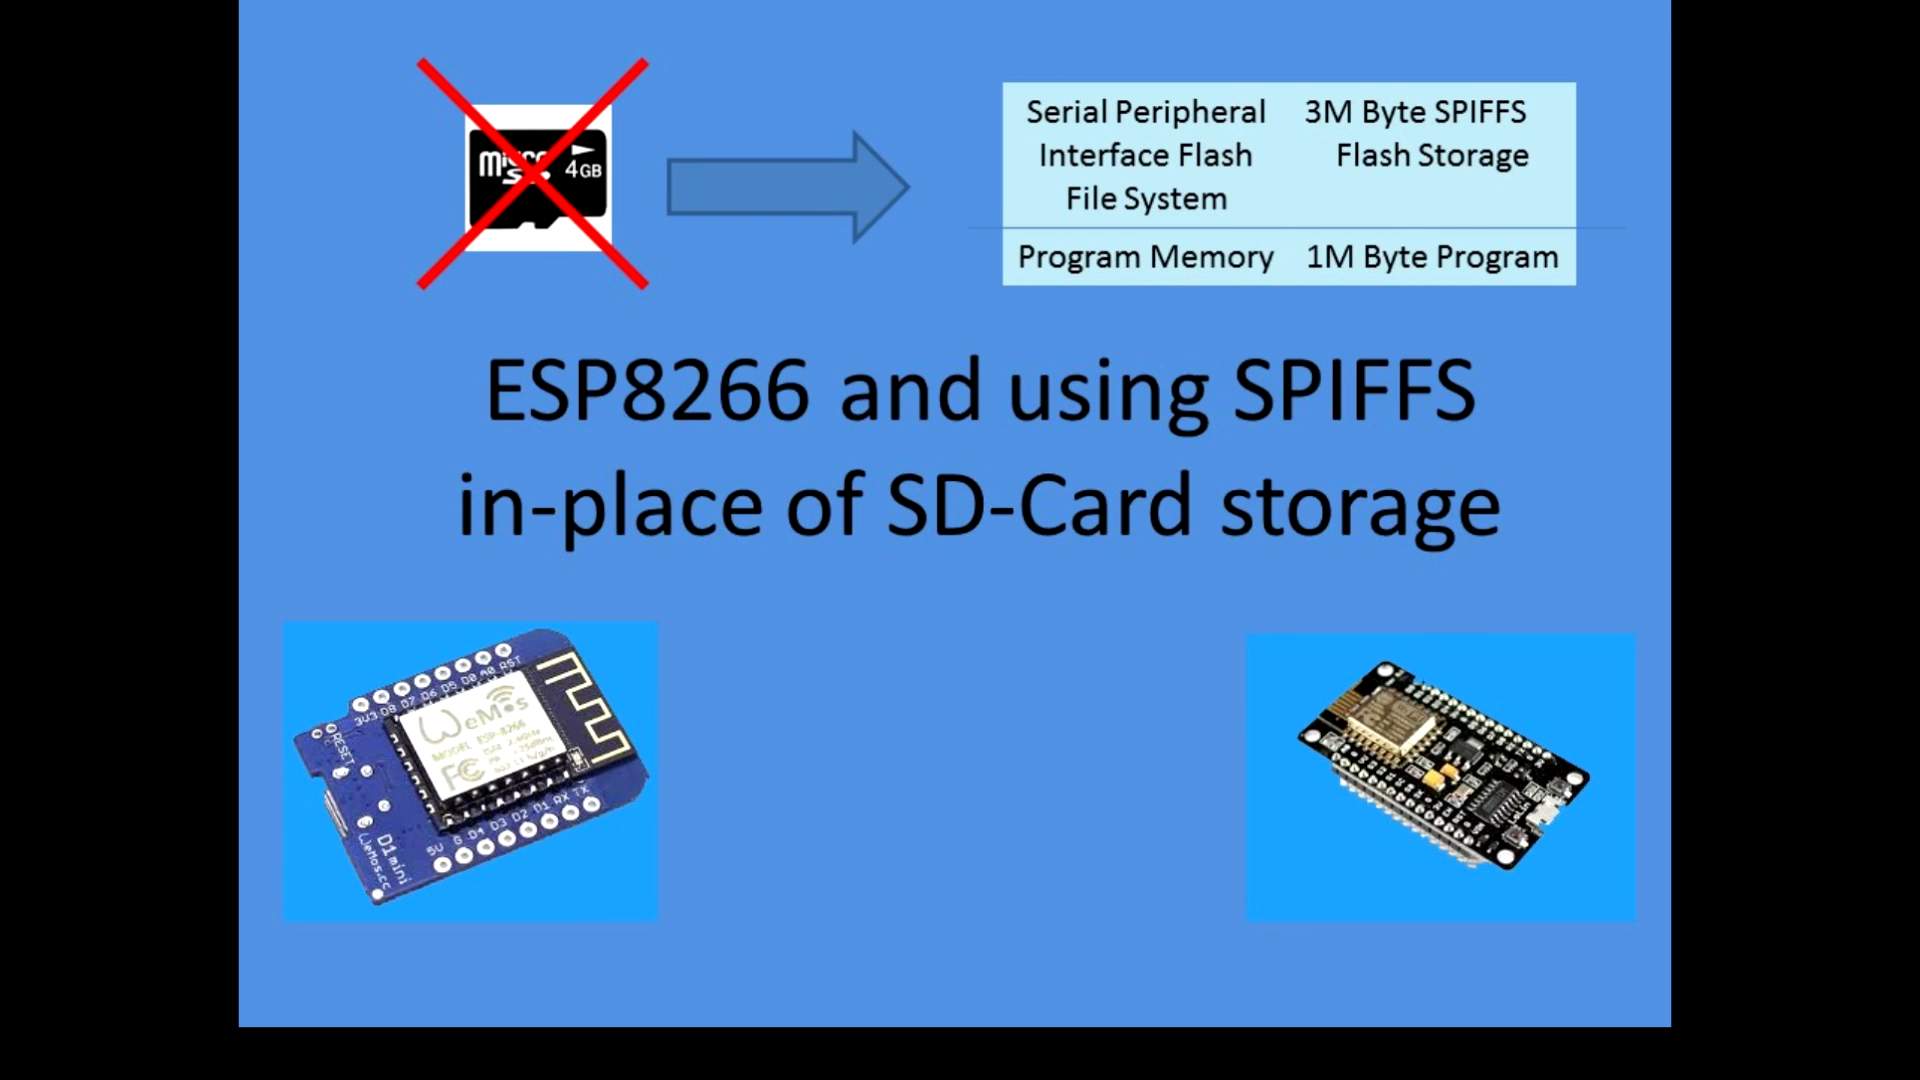 micro
4GB
Serial Peripheral
Interface Flash
File System
3M Byte SPIFFS
Flash Storage
Program Memory
1M Byte Program
ESP8266 and using SPIFFS
in-place of SD-Card storage
3V3 D8 D7 D6 D5 D0 A0 RST
RESET
WeMos
MODEL ESP-8266
FC
5V G D4 D3 D2 D1 RX TX
D1 mini
WeMos.cc